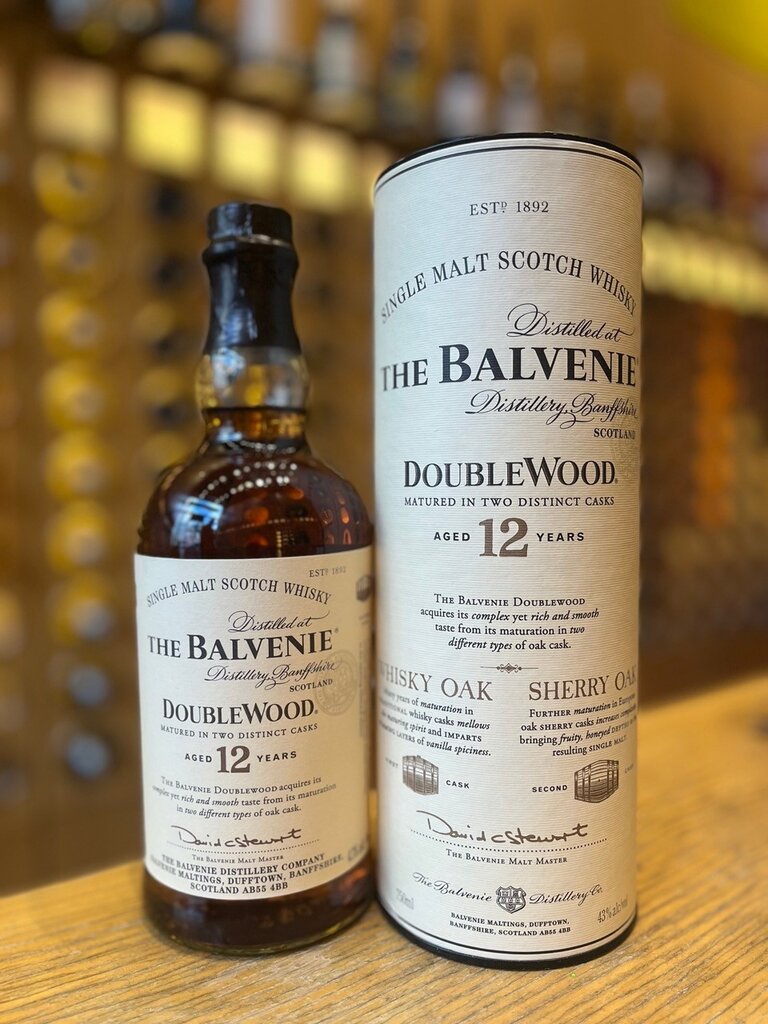 ESTD 1892
SINGLE MALT SCOTCH WHISKY
Distilled at
THE BALVENIE®
Distillery, Banffshire
SCOTLAND
DOUBLEWOOD®
MATURED IN TWO DISTINCT CASKS
AGED 12 YEARS
THE BALVENIE DOUBLEWOOD acquires its
complex yet rich and smooth taste from its maturation
in two different types of oak cask.
David C Stewart
THE BALVENIE MALT MASTER
THE BALVENIE DISTILLERY COMPANY
BALVENIE MALTINGS, DUFFTOWN, BANFFSHIRE,
SCOTLAND AB55 4BB
ESTD 1892
SINGLE MALT SCOTCH WHISKY
Distilled at
THE BALVENIE
Distillery, Banffshire
SCOTLAND
DOUBLEWOOD®
MATURED IN TWO DISTINCT CASKS
AGED 12 YEARS
THE BALVENIE DOUBLEWOOD
acquires its complex yet rich and smooth
taste from its maturation in two
different types of oak cask.
WHISKY OAK
years of maturation in
whisky casks mellows
maturing spirit and IMPARTS
LAYERS of vanilla spiciness.
FIRST CASK
SHERRY OAK
FURTHER maturation in European
oak SHERRY casks increases
bringing fruity, honeyed DEPTHS
resulting SINGLE MALT.
SECOND
David C Stewart
THE BALVENIE MALT MASTER
The Balvenie Distillery Co.
BALVENIE MALTINGS, DUFFTOWN,
BANFFSHIRE, SCOTLAND AB55 4BB
750ml
43% alc/vol